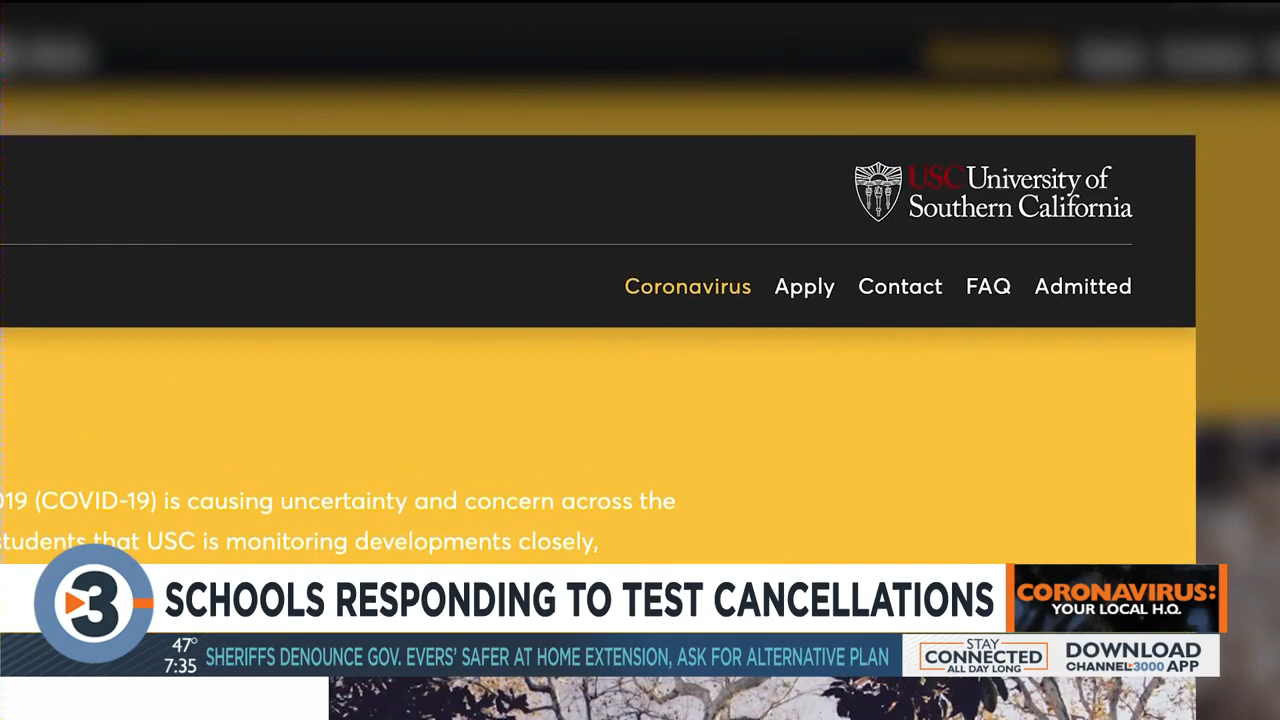 USC University of
Southern California
Coronavirus Apply Contact FAQ Admitted
019 (COVID-19) is causing uncertainty and concern across the
students that USC is monitoring developments closely,
3
SCHOOLS RESPONDING TO TEST CANCELLATIONS
CORONAVIRUS:
YOUR LOCAL H.Q.
47°
7:35
SHERIFFS DENOUNCE GOV. EVERS' SAFER AT HOME EXTENSION, ASK FOR ALTERNATIVE PLAN
STAY
CONNECTED
ALL DAY LONG
DOWNLOAD
CHANNEL3000 APP